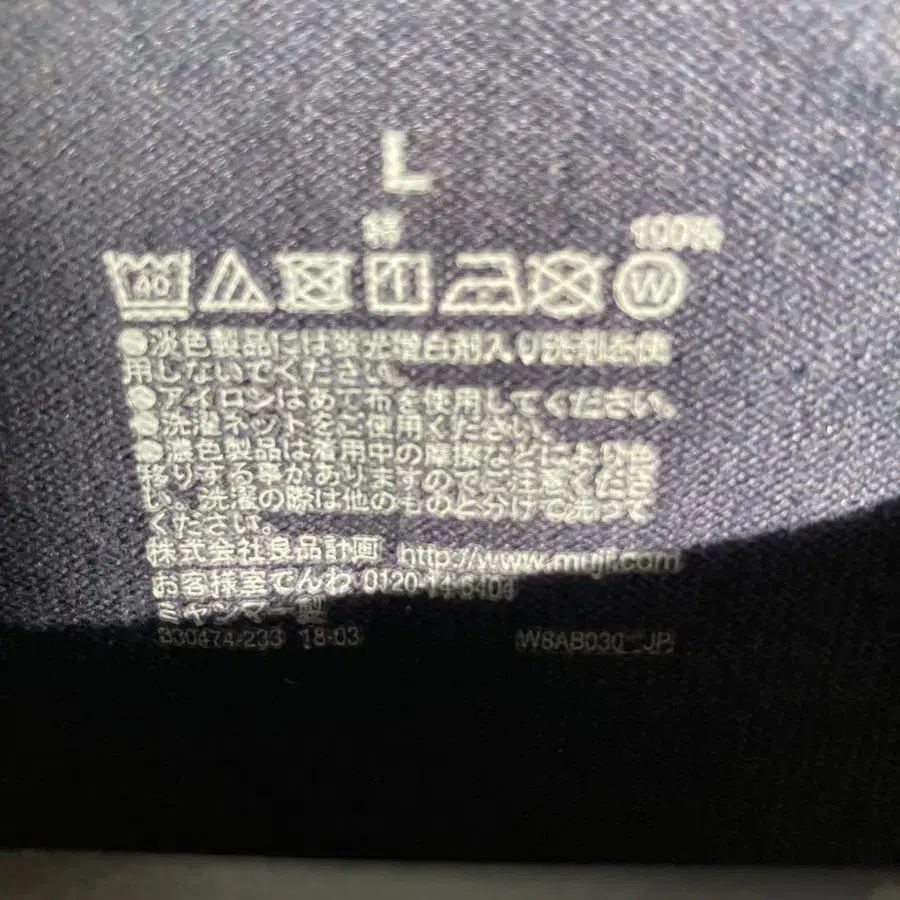 L
100%
40
W
●淡色製品には蛍光増白剤入り洗剤を使
用しないでください。
●アイロンはあて布を使用してください。
●洗濯ネットをご使用ください。
●濃色製品は着用中の摩擦などにより色
移りする事がありますのでご注意くださ
い。洗濯の際は他のものと分けて洗って
ください。
株式会社良品計画 http://www.muji.com
お客様室でんわ 0120-14-6404
ミャンマー製
18·03 W8AB030 JP